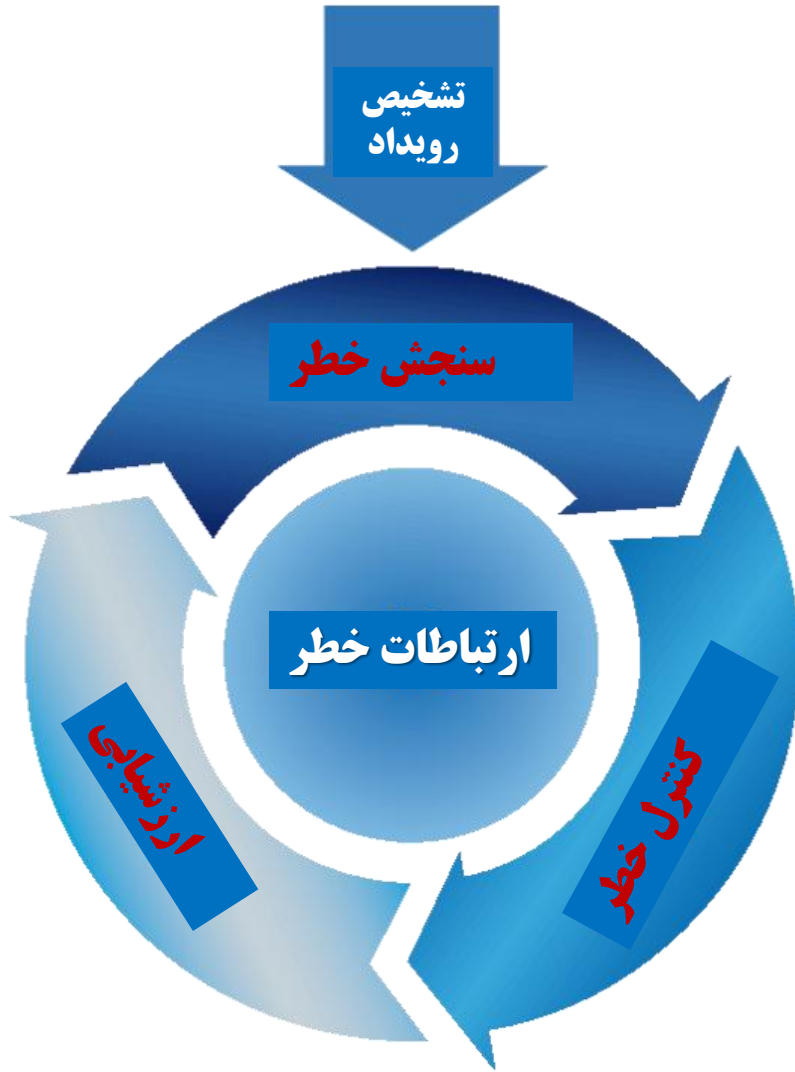 تشخیص
رویداد
سنجش خطر
ارتباطات خطر
کنترل خطر
ارزشیابی